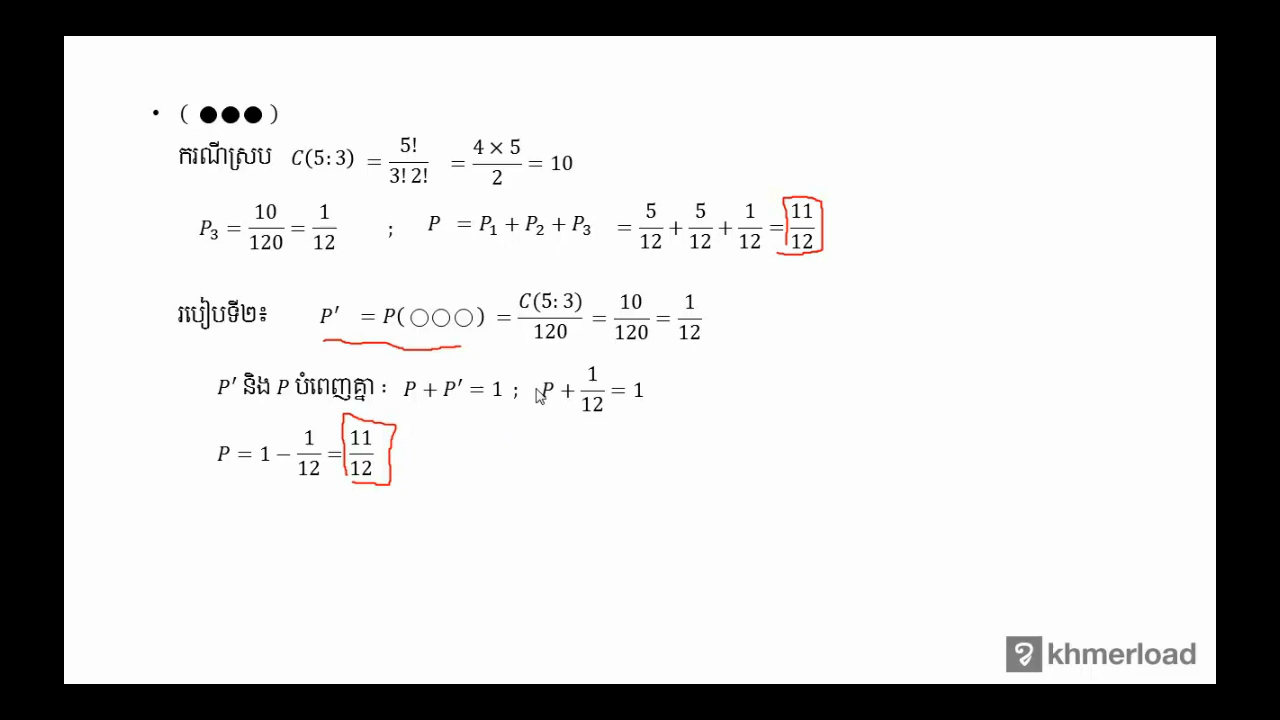 • ( ●●● )
ករណីស្រប C(5:3) = 5!/3!2! = 4×5/2 = 10
P₃ = 10/120 = 1/12 ; P = P₁ + P₂ + P₃ = 5/12 + 5/12 + 1/12 = 11/12
របៀបទី២៖ P′ = P(○○○) = C(5:3)/120 = 10/120 = 1/12
P′ និង P បំពេញគ្នា : P + P′ = 1 ; P + 1/12 = 1
P = 1 − 1/12 = 11/12
khmerload